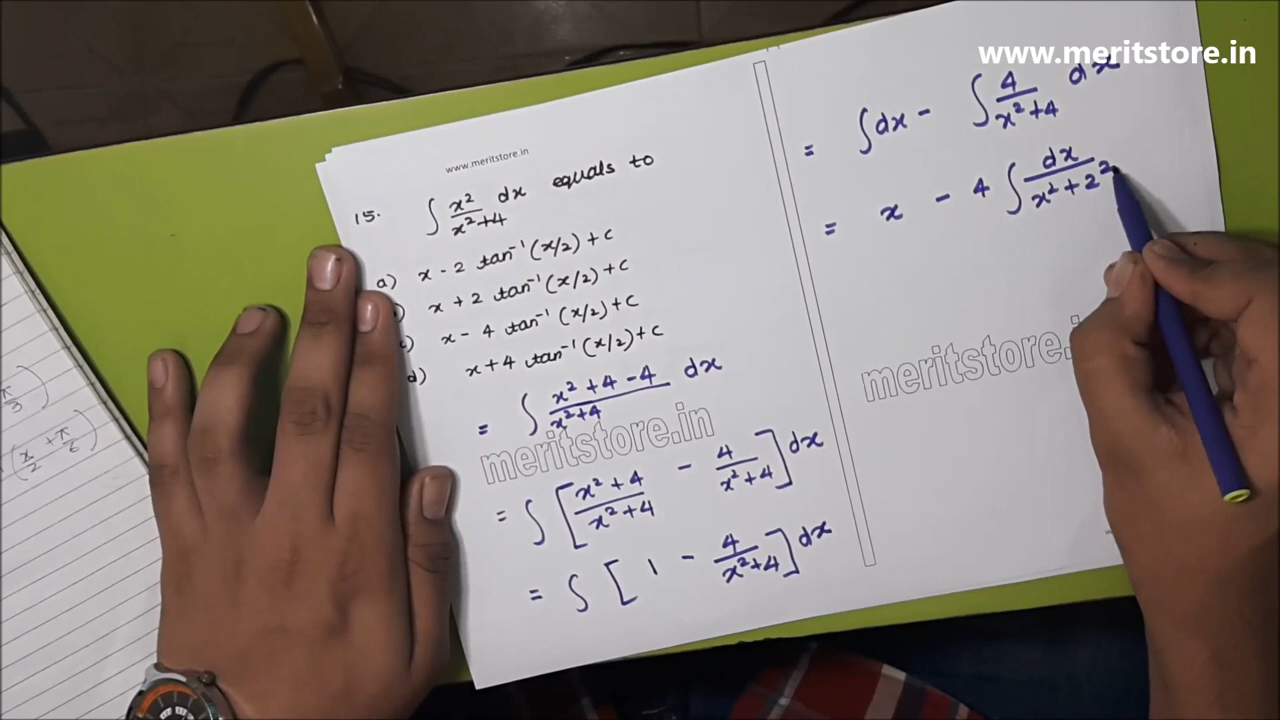 www.meritstore.in
www.meritstore.in
15. ∫ x²/x²+4 dx equals to
a) x - 2 tan⁻¹(x/2) + c
) x + 2 tan⁻¹(x/2) + c
) x - 4 tan⁻¹(x/2) + c
d) x + 4 tan⁻¹(x/2) + c
= ∫ x²+4-4/x²+4 dx
meritstore.in
= ∫ [x²+4/x²+4 - 4/x²+4] dx
= ∫ [1 - 4/x²+4] dx
= ∫dx - ∫ 4/x²+4 dx
= x - 4 ∫ dx/x²+2²
meritstore.i
π/3)
(x/2 + π/6)